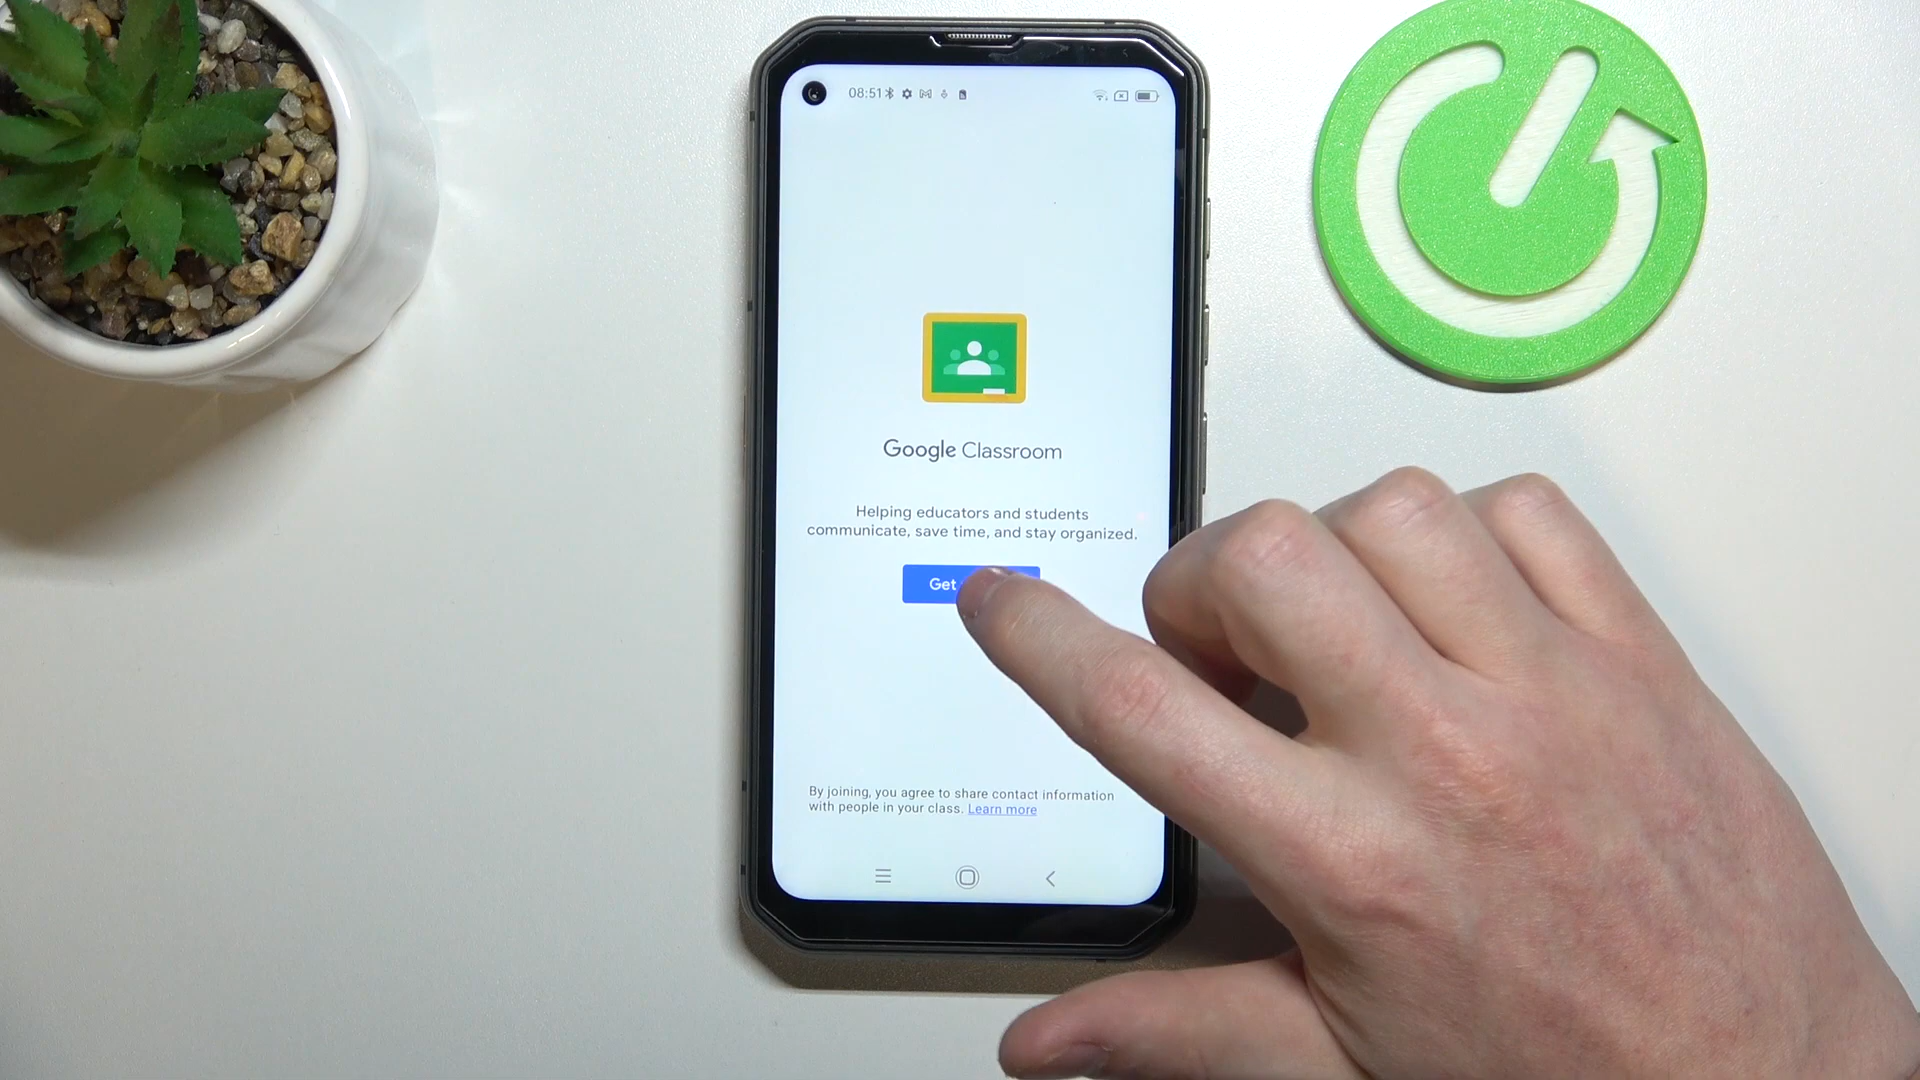 08:51
Google Classroom
Helping educators and students
communicate, save time, and stay organized.
Get
By joining, you agree to share contact information
with people in your class. Learn more